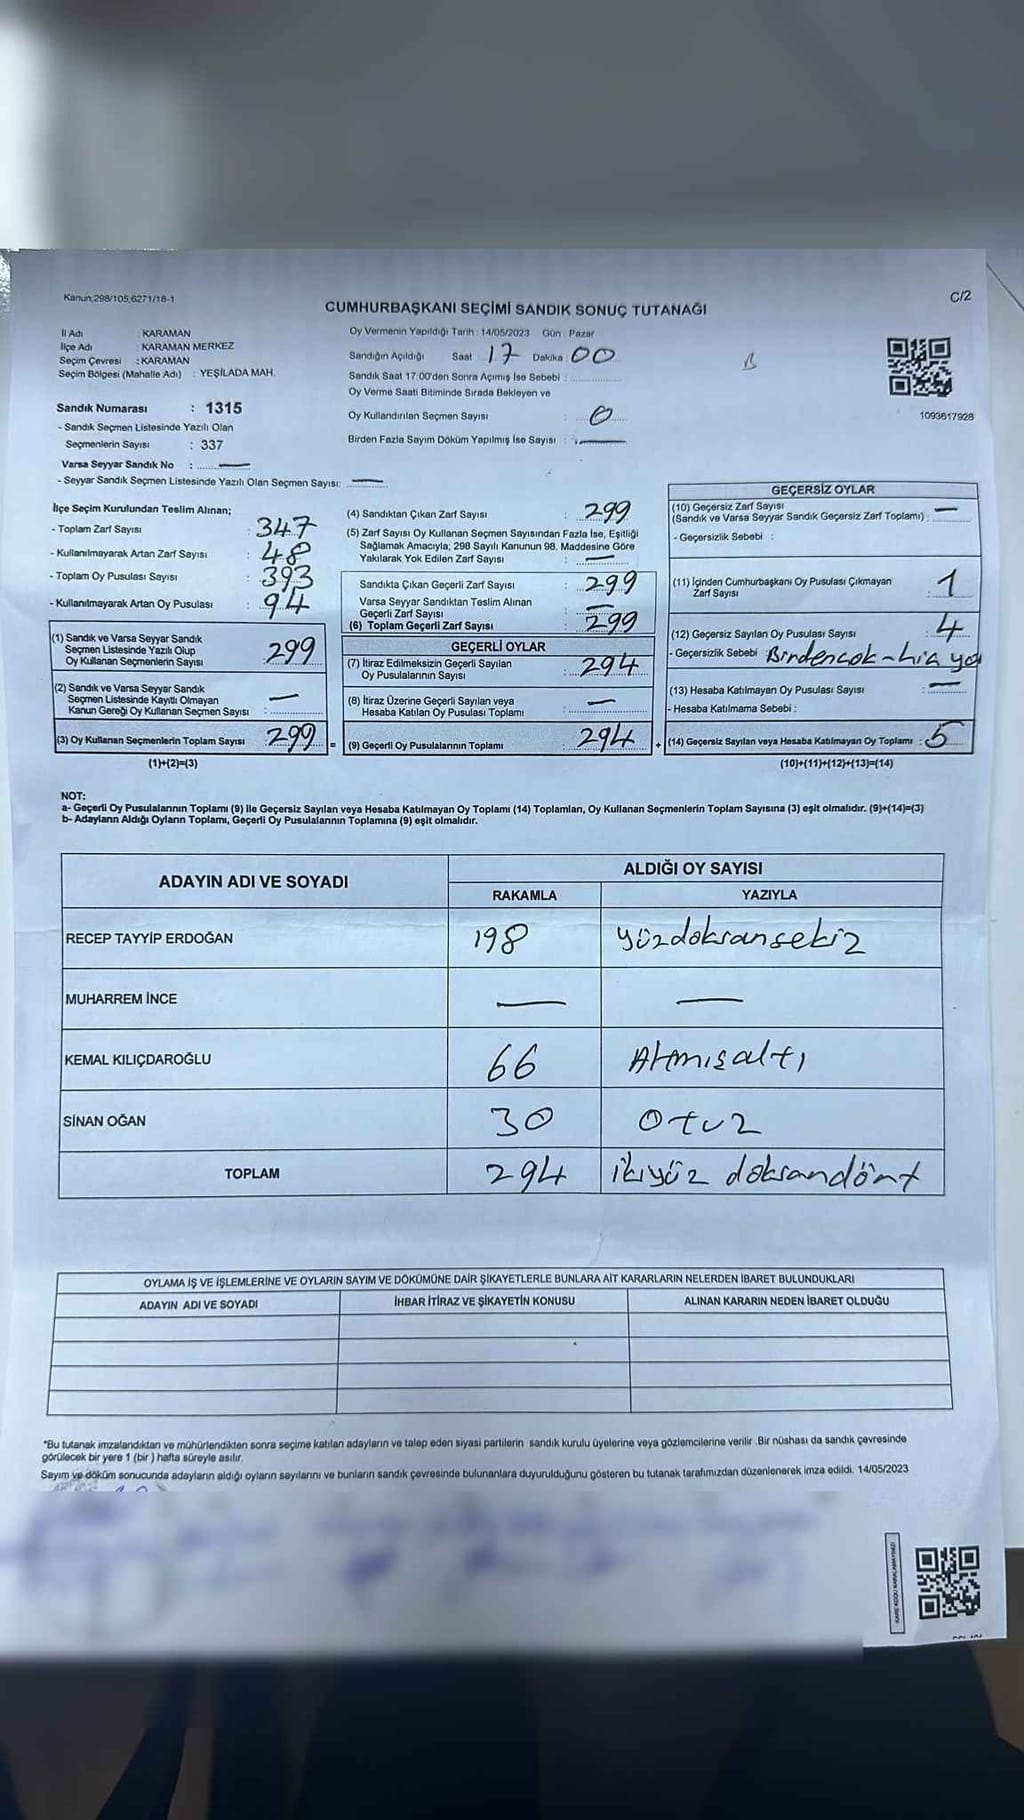 Kanun;298/105,6271/18-1
C/2
CUMHURBAŞKANI SEÇİMİ SANDIK SONUÇ TUTANAĞI
İl Adı : KARAMAN
İlçe Adı : KARAMAN MERKEZ
Seçim Çevresi : KARAMAN
Seçim Bölgesi (Mahalle Adı) : YEŞİLADA MAH.
Sandık Numarası : 1315
- Sandık Seçmen Listesinde Yazılı Olan
Seçmenlerin Sayısı : 337
Varsa Seyyar Sandık No : —
- Seyyar Sandık Seçmen Listesinde Yazılı Olan Seçmen Sayısı: —
Oy Vermenin Yapıldığı Tarih : 14/05/2023 Gün : Pazar
Sandığın Açıldığı Saat : 17 Dakika : 00
Sandık Saat 17:00'den Sonra Açımış İse Sebebi :
Oy Verme Saati Bitiminde Sırada Bekleyen ve
Oy Kullandırılan Seçmen Sayısı : 0
Birden Fazla Sayım Döküm Yapılmış İse Sayısı : —
1093617928
İlçe Seçim Kurulundan Teslim Alınan;
- Toplam Zarf Sayısı : 347
- Kullanılmayarak Artan Zarf Sayısı : 48
- Toplam Oy Pusulası Sayısı : 393
- Kullanılmayarak Artan Oy Pusulası : 94
(1) Sandık ve Varsa Seyyar Sandık
Seçmen Listesinde Yazılı Olup
Oy Kullanan Seçmenlerin Sayısı : 299
(2) Sandık ve Varsa Seyyar Sandık
Seçmen Listesinde Kayıtlı Olmayan
Kanun Gereği Oy Kullanan Seçmen Sayısı : —
(3) Oy Kullanan Seçmenlerin Toplam Sayısı : 299 =
(1)+(2)=(3)
(4) Sandıktan Çıkan Zarf Sayısı : 299
(5) Zarf Sayısı Oy Kullanan Seçmen Sayısından Fazla İse, Eşitliği
Sağlamak Amacıyla; 298 Sayılı Kanunun 98. Maddesine Göre
Yakılarak Yok Edilen Zarf Sayısı : —
Sandıkta Çıkan Geçerli Zarf Sayısı : 299
Varsa Seyyar Sandıktan Teslim Alınan
Geçerli Zarf Sayısı : —
(6) Toplam Geçerli Zarf Sayısı : 299
GEÇERLİ OYLAR
(7) İtiraz Edilmeksizin Geçerli Sayılan
Oy Pusulalarının Sayısı : 294
(8) İtiraz Üzerine Geçerli Sayılan veya
Hesaba Katılan Oy Pusulası Toplamı : —
(9) Geçerli Oy Pusulalarının Toplamı : 294 +
GEÇERSİZ OYLAR
(10) Geçersiz Zarf Sayısı
(Sandık ve Varsa Seyyar Sandık Geçersiz Zarf Toplamı) : —
- Geçersizlik Sebebi :
(11) İçinden Cumhurbaşkanı Oy Pusulası Çıkmayan
Zarf Sayısı : 1
(12) Geçersiz Sayılan Oy Pusulası Sayısı : 4
- Geçersizlik Sebebi : Birdençok - hiç yo
(13) Hesaba Katılmayan Oy Pusulası Sayısı : —
- Hesaba Katılmama Sebebi :
(14) Geçersiz Sayılan veya Hesaba Katılmayan Oy Toplamı : 5
(10)+(11)+(12)+(13)=(14)
NOT:
a- Geçerli Oy Pusulalarının Toplamı (9) ile Geçersiz Sayılan veya Hesaba Katılmayan Oy Toplamı (14) Toplamları, Oy Kullanan Seçmenlerin Toplam Sayısına (3) eşit olmalıdır. (9)+(14)=(3)
b- Adayların Aldığı Oyların Toplamı, Geçerli Oy Pusulalarının Toplamına (9) eşit olmalıdır.
ADAYIN ADI VE SOYADI
ALDIĞI OY SAYISI
RAKAMLA YAZIYLA
RECEP TAYYİP ERDOĞAN 198 yüzdoksansekiz
MUHARREM İNCE — —
KEMAL KILIÇDAROĞLU 66 Atmışaltı
SİNAN OĞAN 30 Otuz
TOPLAM 294 ikiyüz doksandört
OYLAMA İŞ VE İŞLEMLERİNE VE OYLARIN SAYIM VE DÖKÜMÜNE DAİR ŞİKAYETLERLE BUNLARA AİT KARARLARIN NELERDEN İBARET BULUNDUKLARI
ADAYIN ADI VE SOYADI İHBAR İTİRAZ VE ŞİKAYETİN KONUSU ALINAN KARARIN NEDEN İBARET OLDUĞU
*Bu tutanak imzalandıktan ve mühürlendikten sonra seçime katılan adayların ve talep eden siyasi partilerin sandık kurulu üyelerine veya gözlemcilerine verilir .Bir nüshası da sandık çevresinde
görülecek bir yere 1 (bir ) hafta süreyle asılır.
Sayım ve döküm sonucunda adayların aldığı oyların sayılarını ve bunların sandık çevresinde bulunanlara duyurulduğunu gösteren bu tutanak tarafımızdan düzenlenerek imza edildi. 14/05/2023